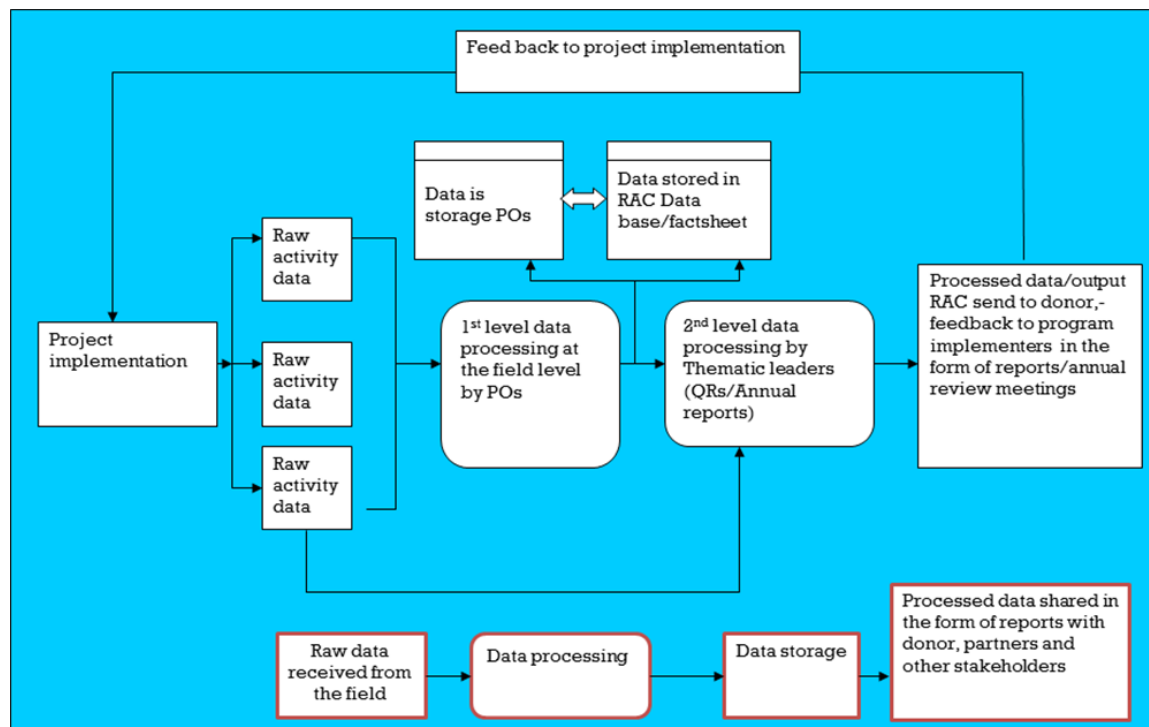 Feed back to project implementation
Data is
storage POs
Data stored in
RAC Data
base/factsheet
Raw
activity
data
Project
implementation
Raw
activity
data
Raw
activity
data
1st level data
processing at
the field level
by POs
2nd level data
processing by
Thematic leaders
(QRs/Annual
reports)
Processed data/output
RAC send to donor,-
feedback to program
implementers in the
form of reports/annual
review meetings
Raw data
received from
the field
Data processing
Data storage
Processed data shared in
the form of reports with
donor, partners and
other stakeholders